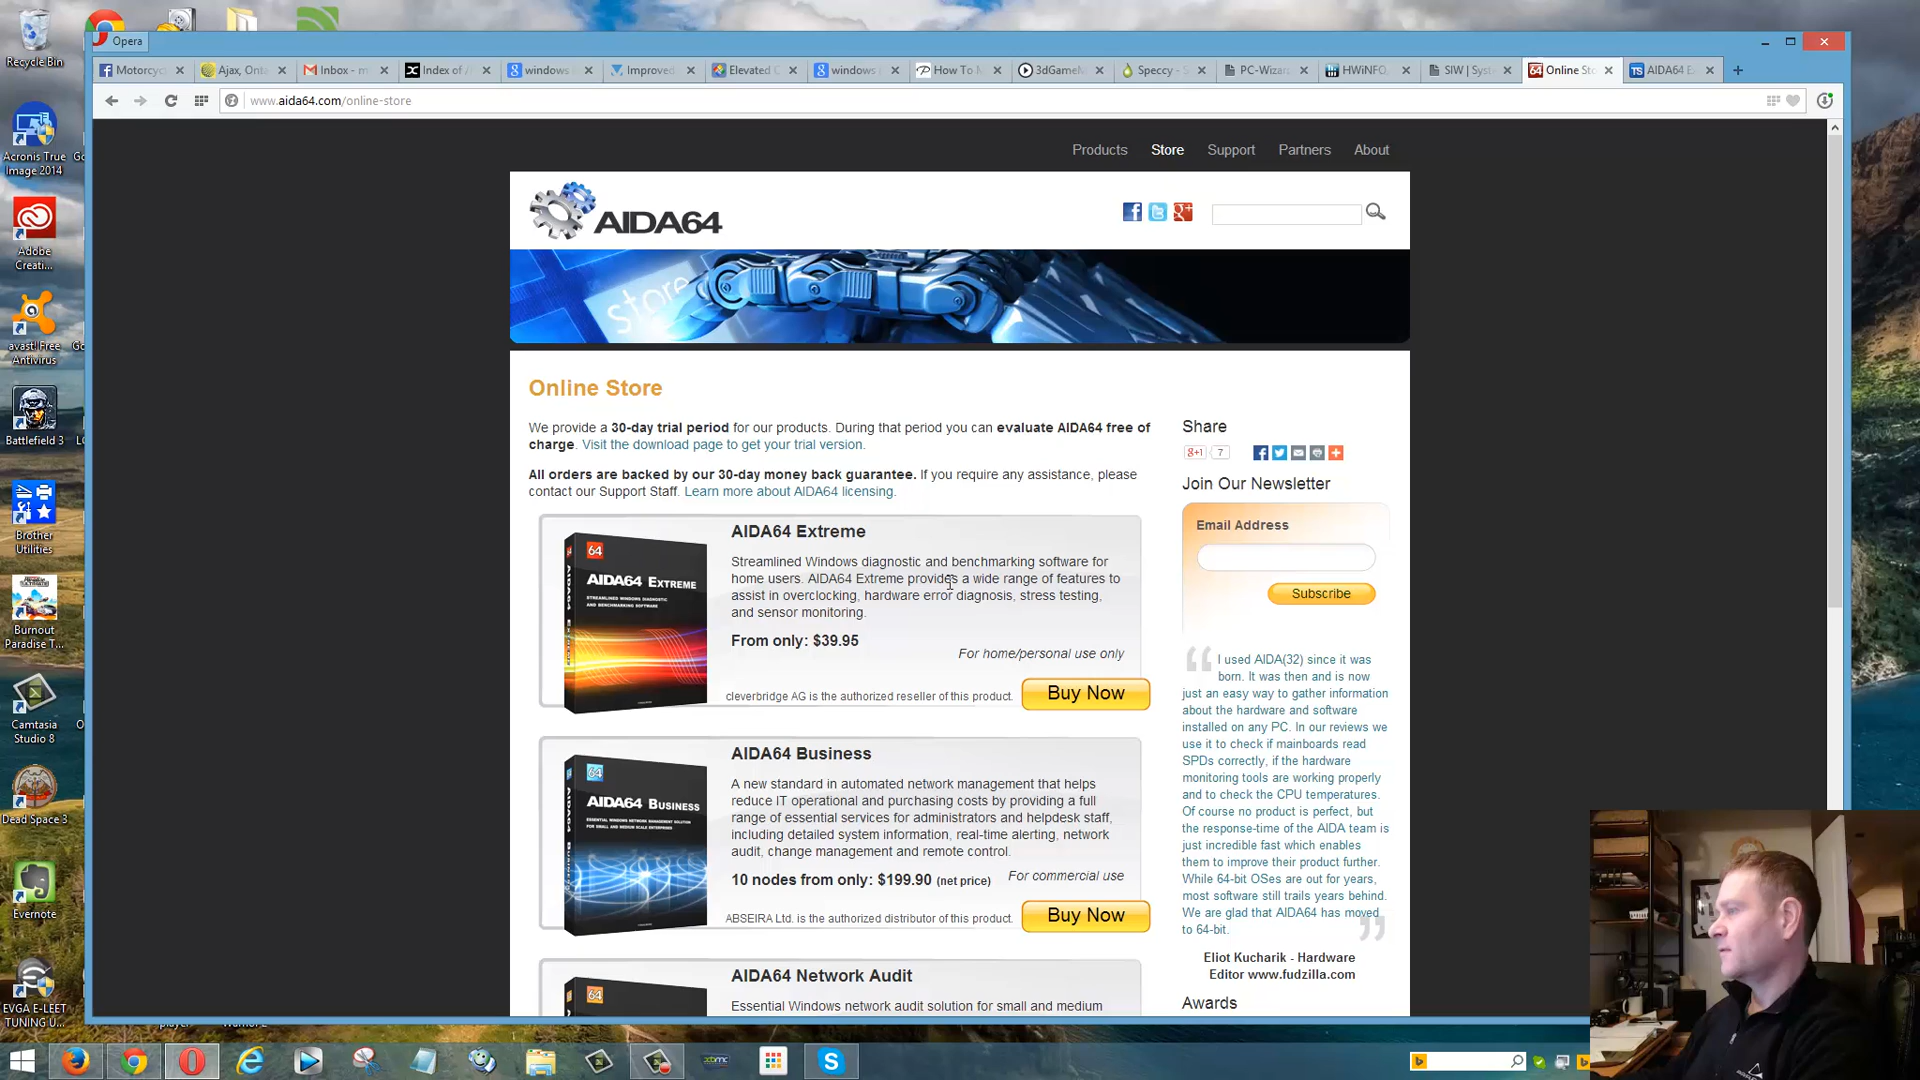 Opera
Motorcyc
Ajax, Onta
Inbox - m
Index of /
windows
Improved
Elevated C
windows
How To M
3dGameM
Speccy - S
PC-Wizar
HWiNFO,
SIW | Syste
Online Sto
AIDA64 E
www.aida64.com/online-store
Products
Store
Support
Partners
About
AIDA64
store
Online Store
We provide a 30-day trial period for our products. During that period you can evaluate AIDA64 free of
charge. Visit the download page to get your trial version.
All orders are backed by our 30-day money back guarantee. If you require any assistance, please
contact our Support Staff. Learn more about AIDA64 licensing.
64
AIDA64 EXTREME
STREAMLINED WINDOWS DIAGNOSTIC
AND BENCHMARKING SOFTWARE
AIDA64 Extreme
Streamlined Windows diagnostic and benchmarking software for
home users. AIDA64 Extreme provides a wide range of features to
assist in overclocking, hardware error diagnosis, stress testing,
and sensor monitoring.
From only: $39.95
For home/personal use only
cleverbridge AG is the authorized reseller of this product.
Buy Now
64
AIDA64 BUSINESS
ESSENTIAL WINDOWS NETWORK MANAGEMENT SOLUTION
FOR SMALL AND MEDIUM SCALE ENTERPRISES
AIDA64 Business
A new standard in automated network management that helps
reduce IT operational and purchasing costs by providing a full
range of essential services for administrators and helpdesk staff,
including detailed system information, real-time alerting, network
audit, change management and remote control.
10 nodes from only: $199.90 (net price)
For commercial use
ABSEIRA Ltd. is the authorized distributor of this product.
Buy Now
64
AIDA64 Network Audit
Essential Windows network audit solution for small and medium
Share
g+1
7
Join Our Newsletter
Email Address
Subscribe
I used AIDA(32) since it was
born. It was then and is now
just an easy way to gather information
about the hardware and software
installed on any PC. In our reviews we
use it to check if mainboards read
SPDs correctly, if the hardware
monitoring tools are working properly
and to check the CPU temperatures.
Of course no product is perfect, but
the response-time of the AIDA team is
just incredible fast which enables
them to improve their product further.
While 64-bit OSes are out for years,
most software still trails years behind.
We are glad that AIDA64 has moved
to 64-bit.
Eliot Kucharik - Hardware
Editor www.fudzilla.com
Awards
Recycle Bin
Acronis True
Image 2014
Adobe
Creati...
avast! Free
Antivirus
Battlefield 3
Brother
Utilities
Burnout
Paradise T...
Camtasia
Studio 8
Dead Space 3
Evernote
EVGA E-LEET
TUNING U...
xbmc